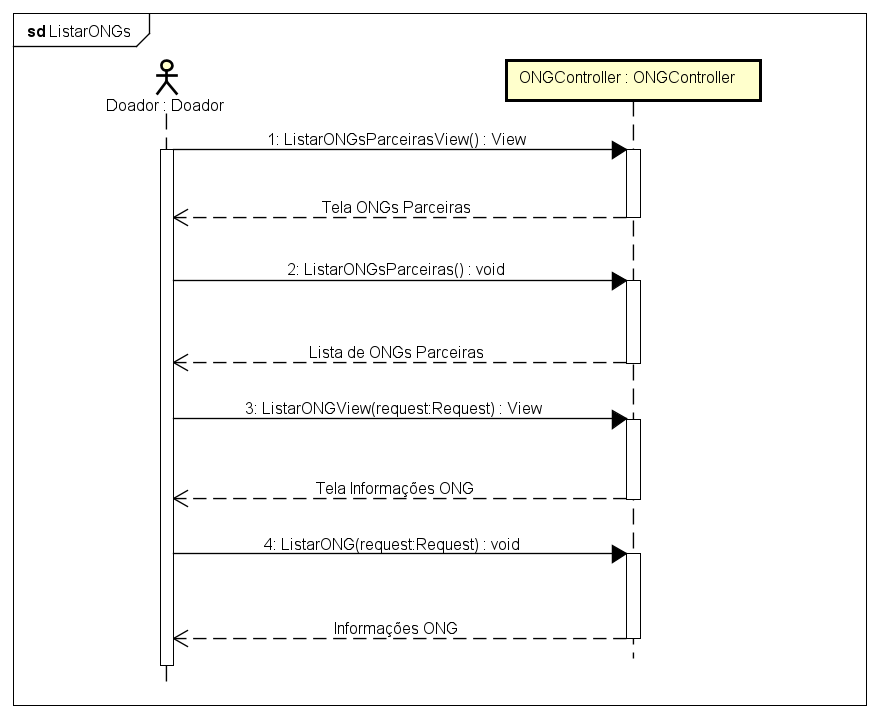 sd ListarONGs
Doador : Doador
ONGController : ONGController
1: ListarONGsParceirasView() : View
Tela ONGs Parceiras
2: ListarONGsParceiras() : void
Lista de ONGs Parceiras
3: ListarONGView(request:Request) : View
Tela Informações ONG
4: ListarONG(request:Request) : void
Informações ONG